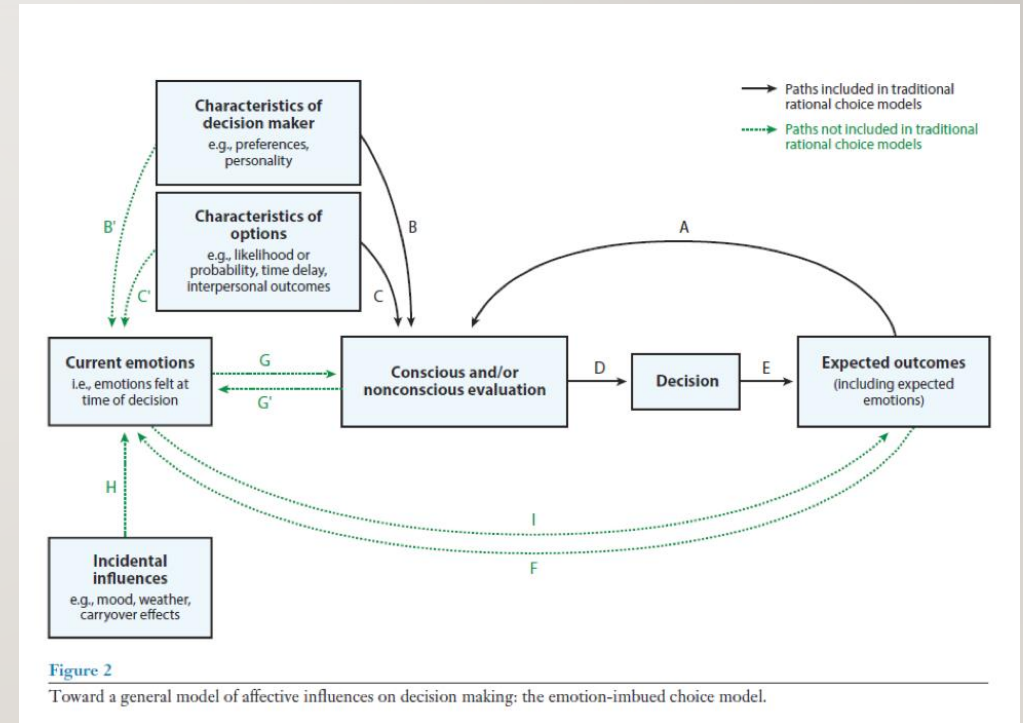 Characteristics of
decision maker
e.g., preferences,
personality
Paths included in traditional
rational choice models
Paths not included in traditional
rational choice models
Characteristics of
options
e.g., likelihood or
probability, time delay,
interpersonal outcomes
B'
B
A
C'
C
Current emotions
i.e., emotions felt at
time of decision
G
G'
Conscious and/or
nonconscious evaluation
D
Decision
E
Expected outcomes
(including expected
emotions)
H
I
F
Incidental
influences
e.g., mood, weather,
carryover effects
Figure 2
Toward a general model of affective influences on decision making: the emotion-imbued choice model.